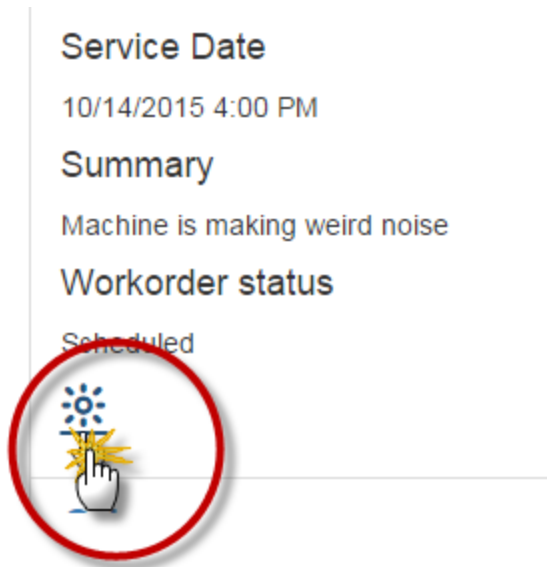 Service Date
10/14/2015 4:00 PM
Summary
Machine is making weird noise
Workorder status
Scheduled